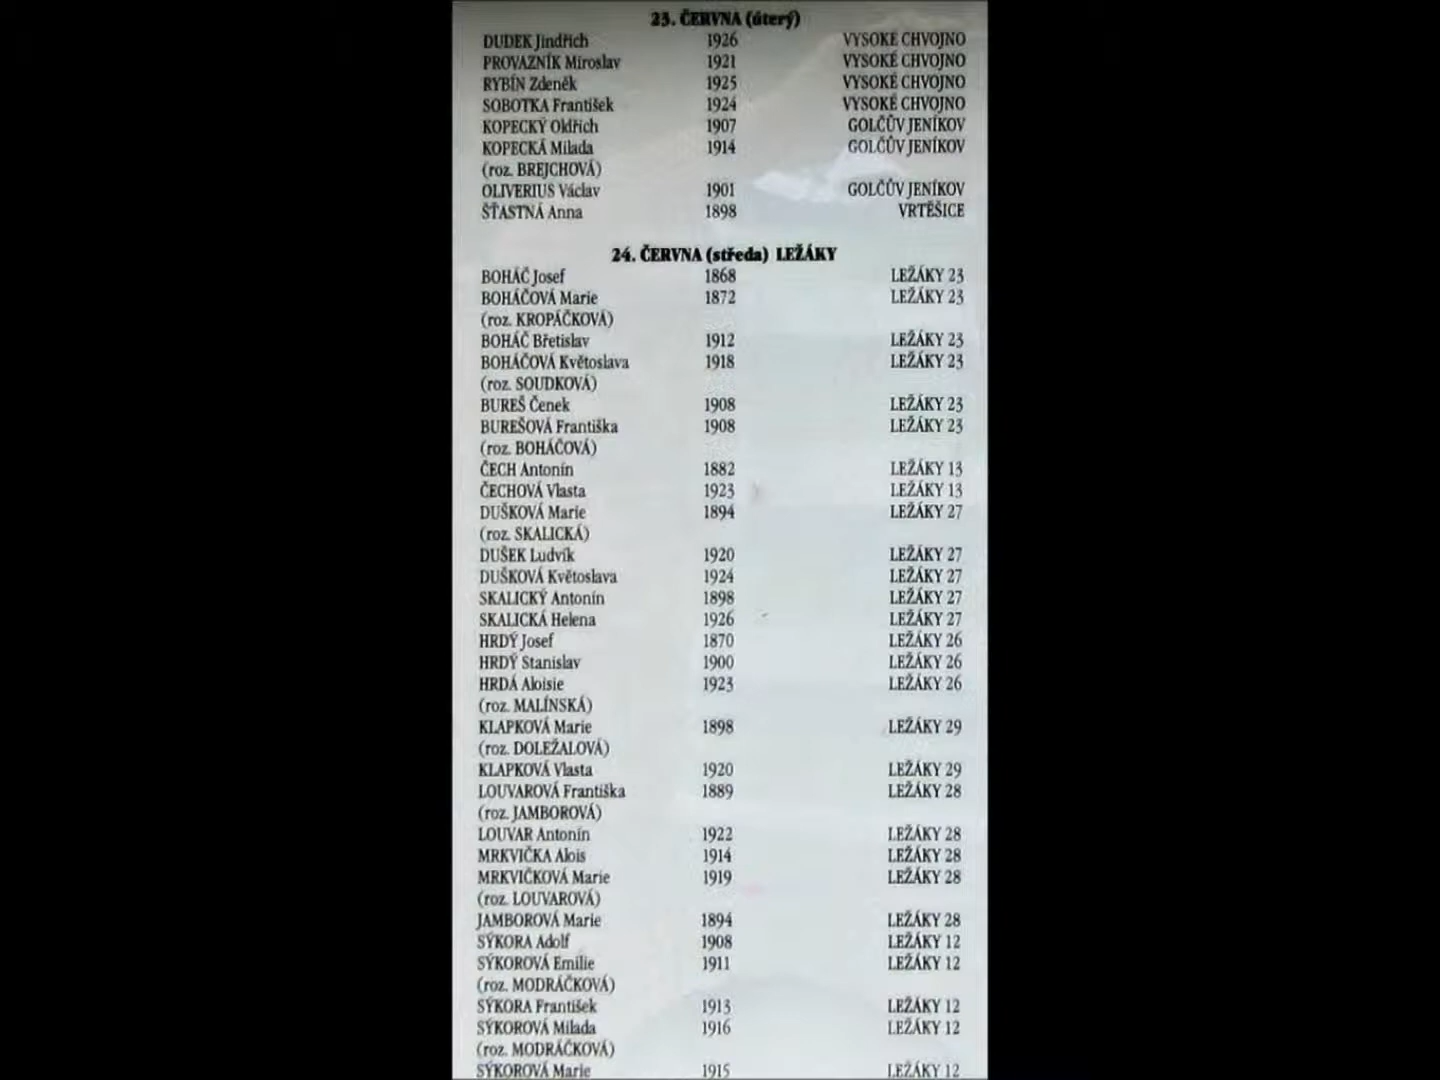 23. ČERVNA (úterý)
DUDEK Jindřich 1926 VYSOKÉ CHVOJNO
PROVAZNÍK Miroslav 1921 VYSOKÉ CHVOJNO
RYBÍN Zdeněk 1925 VYSOKÉ CHVOJNO
SOBOTKA František 1924 VYSOKÉ CHVOJNO
KOPECKÝ Oldřich 1907 GOLČŮV JENÍKOV
KOPECKÁ Milada 1914 GOLČŮV JENÍKOV
(roz. BREJCHOVÁ)
OLIVERIUS Václav 1901 GOLČŮV JENÍKOV
ŠŤASTNÁ Anna 1898 VRTĚŠICE
24. ČERVNA (středa) LEŽÁKY
BOHÁČ Josef 1868 LEŽÁKY 23
BOHÁČOVÁ Marie 1872 LEŽÁKY 23
(roz. KROPÁČKOVÁ)
BOHÁČ Břetislav 1912 LEŽÁKY 23
BOHÁČOVÁ Květoslava 1918 LEŽÁKY 23
(roz. SOUDKOVÁ)
BUREŠ Čenek 1908 LEŽÁKY 23
BUREŠOVÁ Františka 1908 LEŽÁKY 23
(roz. BOHÁČOVÁ)
ČECH Antonín 1882 LEŽÁKY 13
ČECHOVÁ Vlasta 1923 LEŽÁKY 13
DUŠKOVÁ Marie 1894 LEŽÁKY 27
(roz. SKALICKÁ)
DUŠEK Ludvík 1920 LEŽÁKY 27
DUŠKOVÁ Květoslava 1924 LEŽÁKY 27
SKALICKÝ Antonín 1898 LEŽÁKY 27
SKALICKÁ Helena 1926 LEŽÁKY 27
HRDÝ Josef 1870 LEŽÁKY 26
HRDÝ Stanislav 1900 LEŽÁKY 26
HRDÁ Aloisie 1923 LEŽÁKY 26
(roz. MALÍNSKÁ)
KLAPKOVÁ Marie 1898 LEŽÁKY 29
(roz. DOLEŽALOVÁ)
KLAPKOVÁ Vlasta 1920 LEŽÁKY 29
LOUVAROVÁ Františka 1889 LEŽÁKY 28
(roz. JAMBOROVÁ)
LOUVAR Antonín 1922 LEŽÁKY 28
MRKVIČKA Alois 1914 LEŽÁKY 28
MRKVIČKOVÁ Marie 1919 LEŽÁKY 28
(roz. LOUVAROVÁ)
JAMBOROVÁ Marie 1894 LEŽÁKY 28
SÝKORA Adolf 1908 LEŽÁKY 12
SÝKOROVÁ Emílie 1911 LEŽÁKY 12
(roz. MODRÁČKOVÁ)
SÝKORA František 1913 LEŽÁKY 12
SÝKOROVÁ Milada 1916 LEŽÁKY 12
(roz. MODRÁČKOVÁ)
SÝKOROVÁ Marie 1915 LEŽÁKY 12